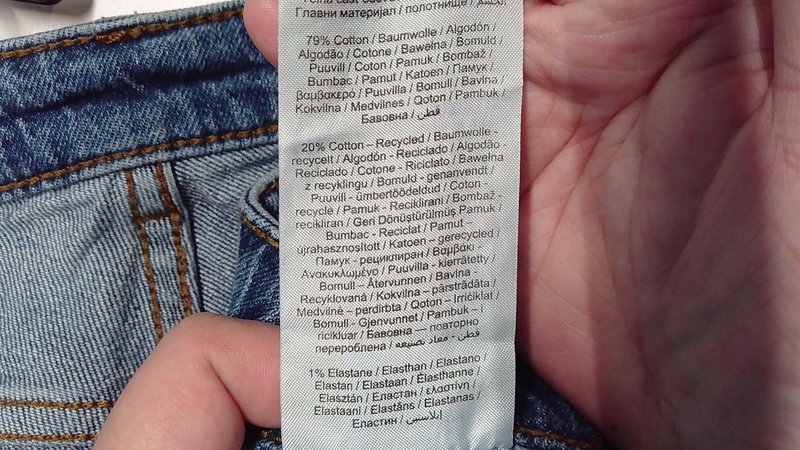 Главни материјал / полотнище /
79% Cotton / Baumwolle / Algodón /
Algodão / Cotone / Bawełna / Bomuld /
Puuvill / Coton / Pamuk / Bombaž /
Bumbac / Pamut / Katoen / Памук /
Βαμβακερό / Puuvilla / Bomull / Bavlna /
Kokvilna / Medvilnes / Qoton / Pambuk /
Бавовна / قطن
20% Cotton – Recycled / Baumwolle -
recycelt / Algodón - Reciclado / Algodão -
Reciclado / Cotone - Riciclato / Bawełna
z recyklingu / Bomuld - genanvendt /
Puuvill - ümbertöödeldud / Coton -
recyclé / Pamuk - Reciklirani / Bombaž -
recikliran / Geri Dönüştürülmüş Pamuk /
Bumbac - Reciclat / Pamut –
újrahasznosított / Katoen – gerecycled /
Памук - рециклиран / Βαμβάκι -
Ανακυκλωμένο / Puuvilla - kierrätetty /
Bomull – Återvunnen / Bavlna -
Recyklovaná / Kokvilna - pārstrādāta /
Medvilnė – perdirbta / Qoton – Irriċiklat /
Bomull - Gjenvunnet / Pambuk – i
ricikluar / Бавовна — повторно
перероблена / قطن - معاد تصنيعه
1% Elastane / Elasthan / Elastano /
Elastan / Elastaan / Élasthanne /
Elasztán / Еластан / ελαστίνη /
Elastaani / Elastāns / Elastanas /
Еластин / إيلاستين